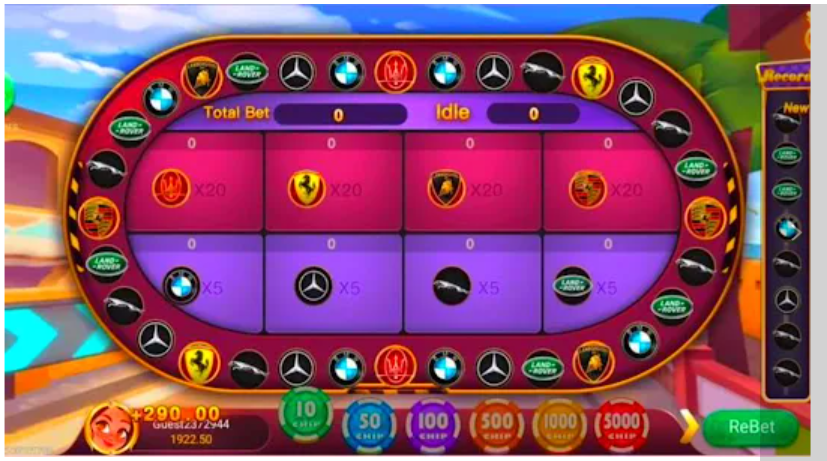 Record
New
Total Bet 0 Idle 0
0 0 0 0
X20 X20 X20 X20
0 0 0 0
X5 X5 X5 X5
+290.00
Guest2372944
1922.50
10 CHIP
50 CHIP
100 CHIP
500 CHIP
1000 CHIP
5000 CHIP
ReBet